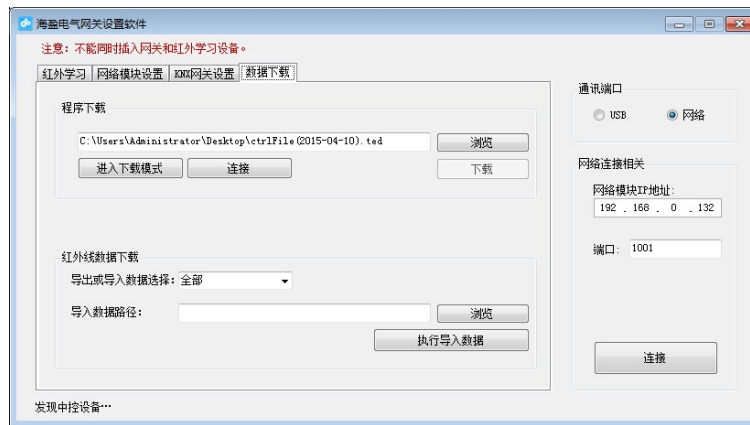 海盈电气网关设置软件
注意：不能同时插入网关和红外学习设备。
红外学习 网络模块设置 KNX网关设置 数据下载
程序下载
C:\Users\Administrator\Desktop\ctrlFile(2015-04-10).ted 浏览
进入下载模式 连接 下载
红外线数据下载
导出或导入数据选择: 全部
导入数据路径: 浏览
执行导入数据
通讯端口
USB 网络
网络连接相关
网络模块IP地址:
192 . 168 . 0 . 132
端口: 1001
连接
发现中控设备···